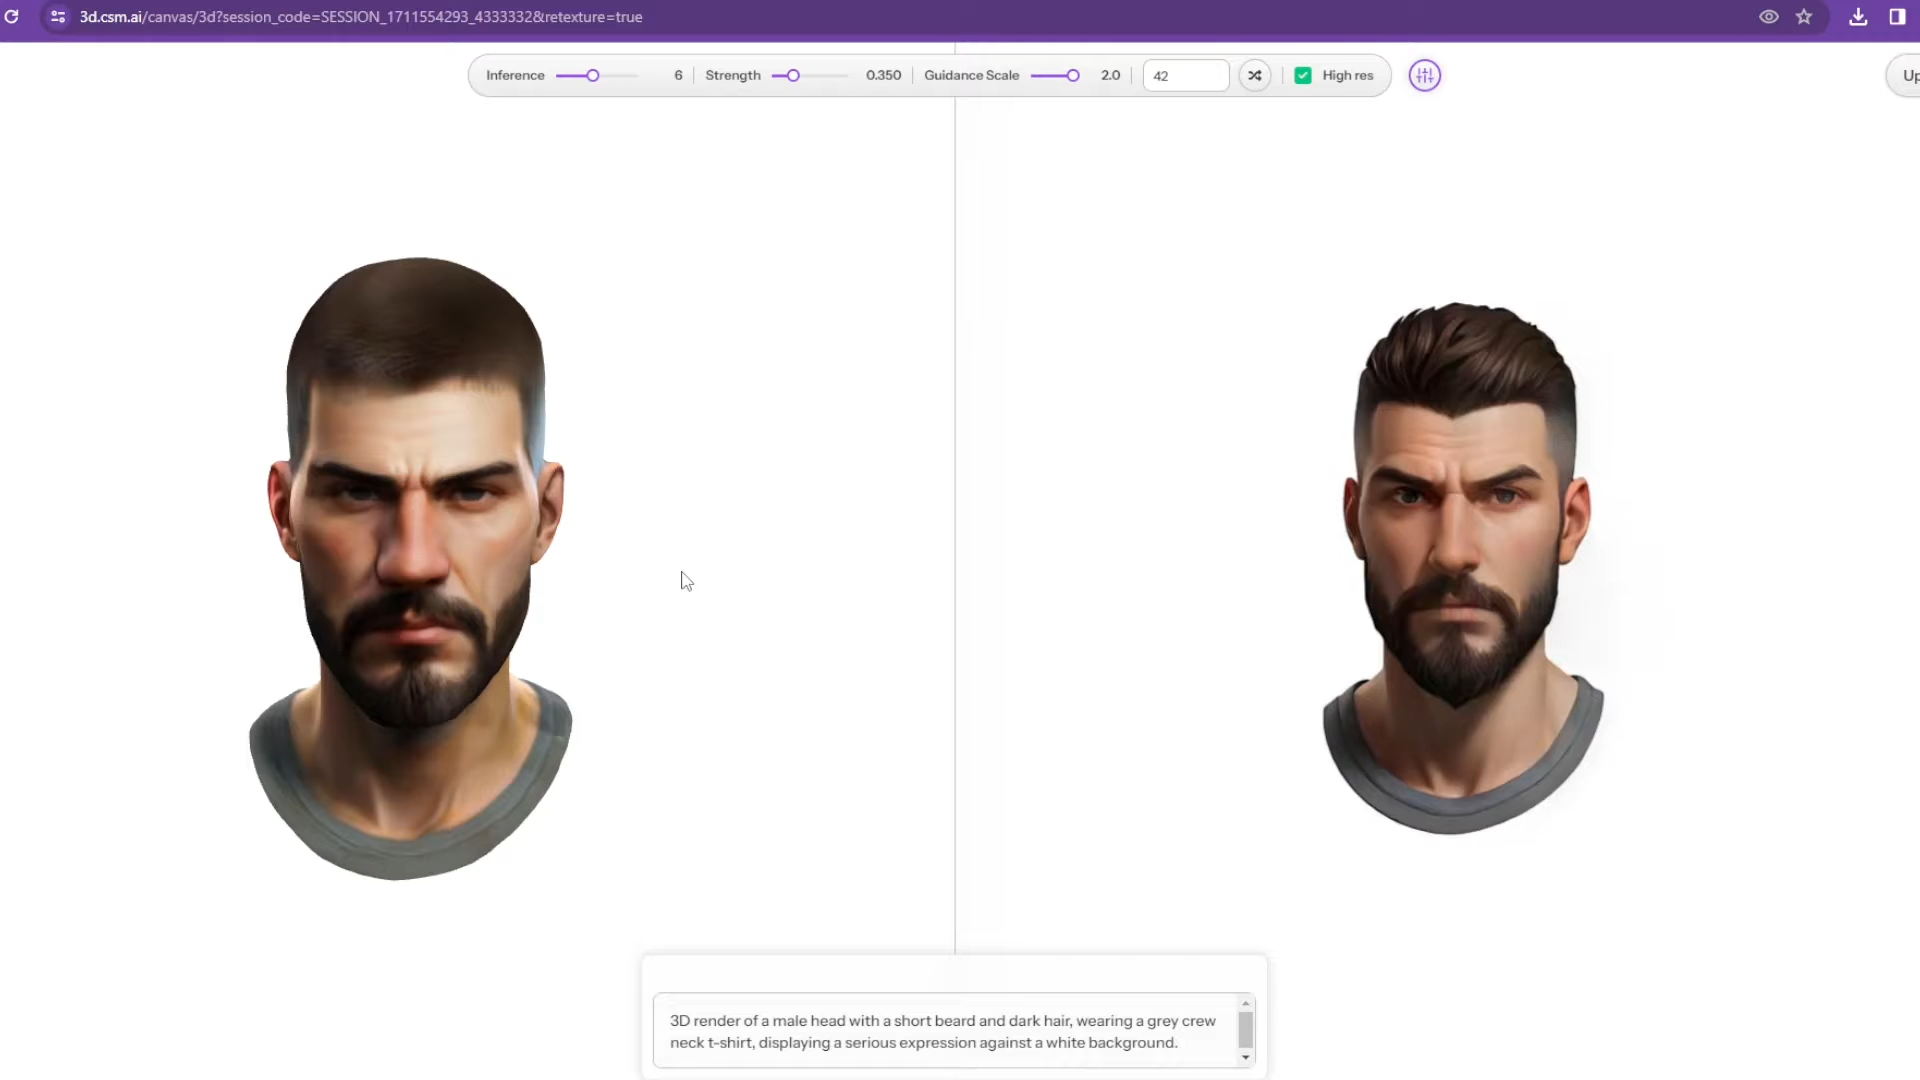 3d.csm.ai/canvas/3d?session_code=SESSION_1711554293_4333332&retexture=true
Inference 6 Strength 0.350 Guidance Scale 2.0 42 High res Up
3D render of a male head with a short beard and dark hair, wearing a grey crew
neck t-shirt, displaying a serious expression against a white background.